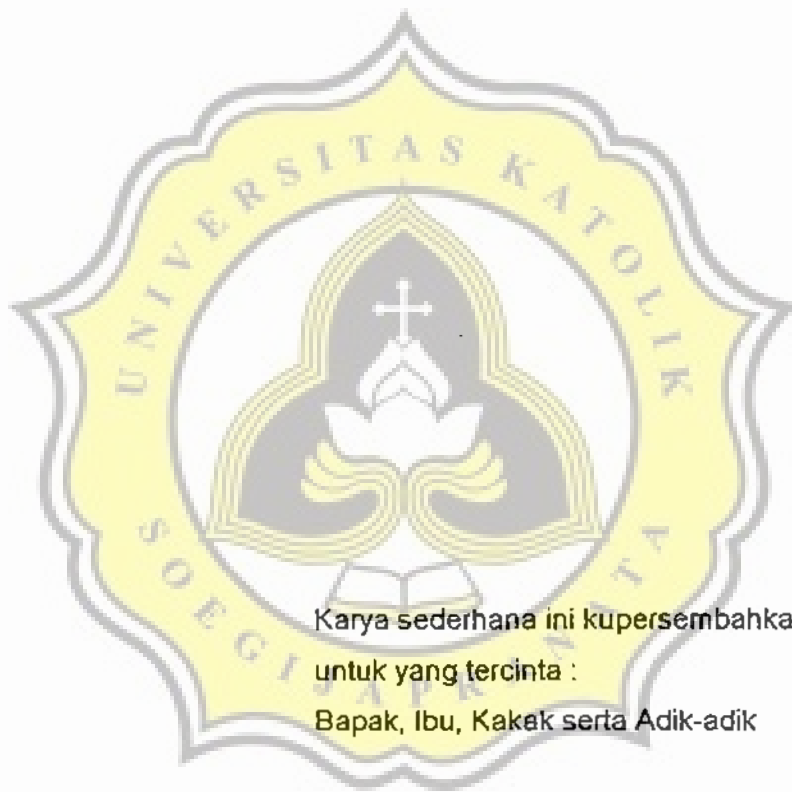 UNIVERSITAS KATOLIK
SOEGIJAPRANATA
Karya sederhana ini kupersembahka
untuk yang tercinta :
Bapak, Ibu, Kakak serta Adik-adik